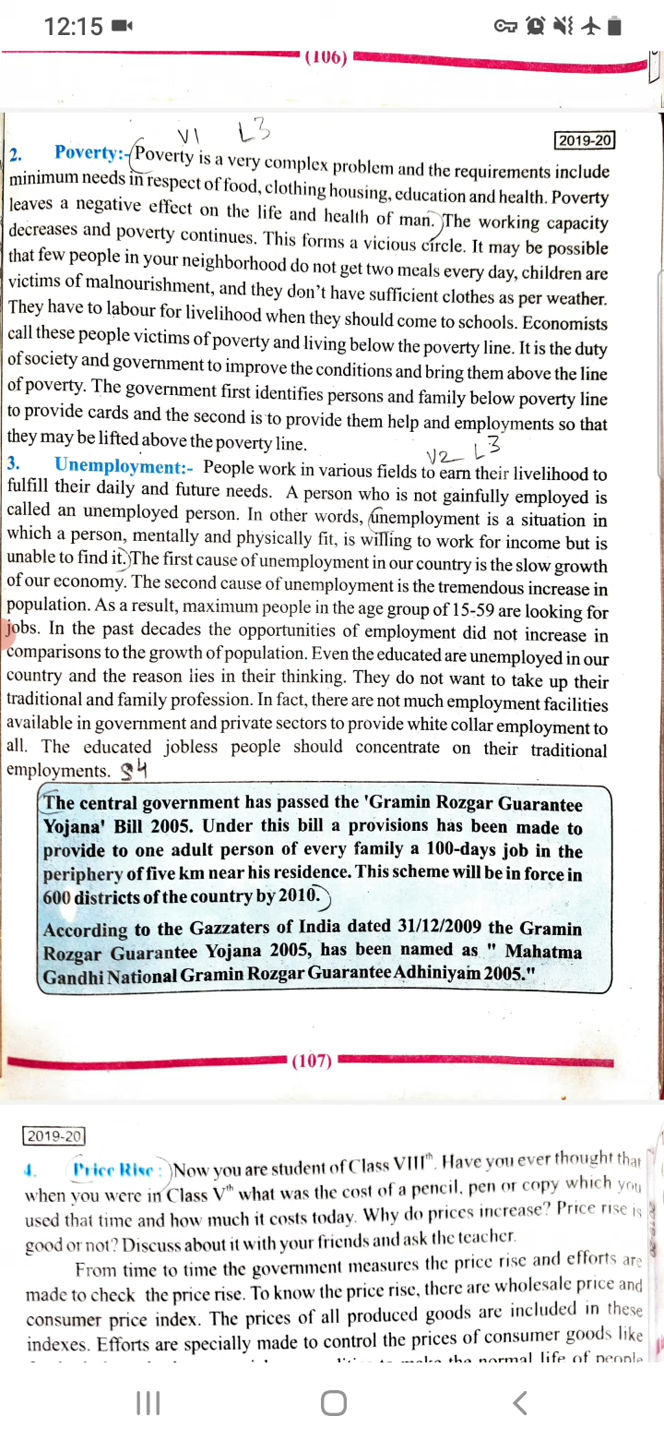 12:15
(106)
V1 L3
2019-20
2. Poverty:- Poverty is a very complex problem and the requirements include
minimum needs in respect of food, clothing housing, education and health. Poverty
leaves a negative effect on the life and health of man. The working capacity
decreases and poverty continues. This forms a vicious circle. It may be possible
that few people in your neighborhood do not get two meals every day, children are
victims of malnourishment, and they don't have sufficient clothes as per weather.
They have to labour for livelihood when they should come to schools. Economists
call these people victims of poverty and living below the poverty line. It is the duty
of society and government to improve the conditions and bring them above the line
of poverty. The government first identifies persons and family below poverty line
to provide cards and the second is to provide them help and employments so that
they may be lifted above the poverty line.
V2 L3
3. Unemployment:- People work in various fields to earn their livelihood to
fulfill their daily and future needs. A person who is not gainfully employed is
called an unemployed person. In other words, (unemployment is a situation in
which a person, mentally and physically fit, is willing to work for income but is
unable to find it.) The first cause of unemployment in our country is the slow growth
of our economy. The second cause of unemployment is the tremendous increase in
population. As a result, maximum people in the age group of 15-59 are looking for
jobs. In the past decades the opportunities of employment did not increase in
comparisons to the growth of population. Even the educated are unemployed in our
country and the reason lies in their thinking. They do not want to take up their
traditional and family profession. In fact, there are not much employment facilities
available in government and private sectors to provide white collar employment to
all. The educated jobless people should concentrate on their traditional
employments. S4
The central government has passed the 'Gramin Rozgar Guarantee
Yojana' Bill 2005. Under this bill a provisions has been made to
provide to one adult person of every family a 100-days job in the
periphery of five km near his residence. This scheme will be in force in
600 districts of the country by 2010.)
According to the Gazzaters of India dated 31/12/2009 the Gramin
Rozgar Guarantee Yojana 2005, has been named as " Mahatma
Gandhi National Gramin Rozgar Guarantee Adhiniyam 2005."
(107)
2019-20
4. Price Rise : Now you are student of Class VIIIth. Have you ever thought that
when you were in Class Vth what was the cost of a pencil, pen or copy which you
used that time and how much it costs today. Why do prices increase? Price rise is
good or not? Discuss about it with your friends and ask the teacher.
From time to time the government measures the price rise and efforts are
made to check the price rise. To know the price rise, there are wholesale price and
consumer price index. The prices of all produced goods are included in these
indexes. Efforts are specially made to control the prices of consumer goods like
the normal life of people